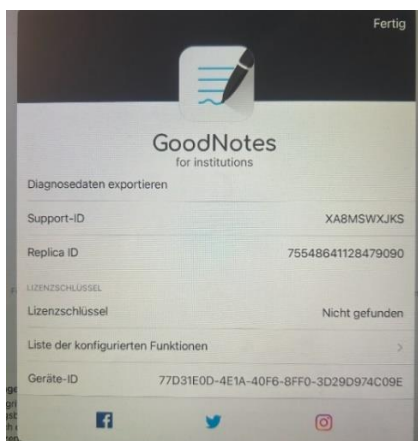 Fertig
GoodNotes
for institutions
Diagnosedaten exportieren
Support-ID XA8MSWXJKS
Replica ID 75548641128479090
LIZENZSCHLÜSSEL
Lizenzschlüssel Nicht gefunden
Liste der konfigurierten Funktionen
Geräte-ID 77D31E0D-4E1A-40F6-8FF0-3D29D974C09E